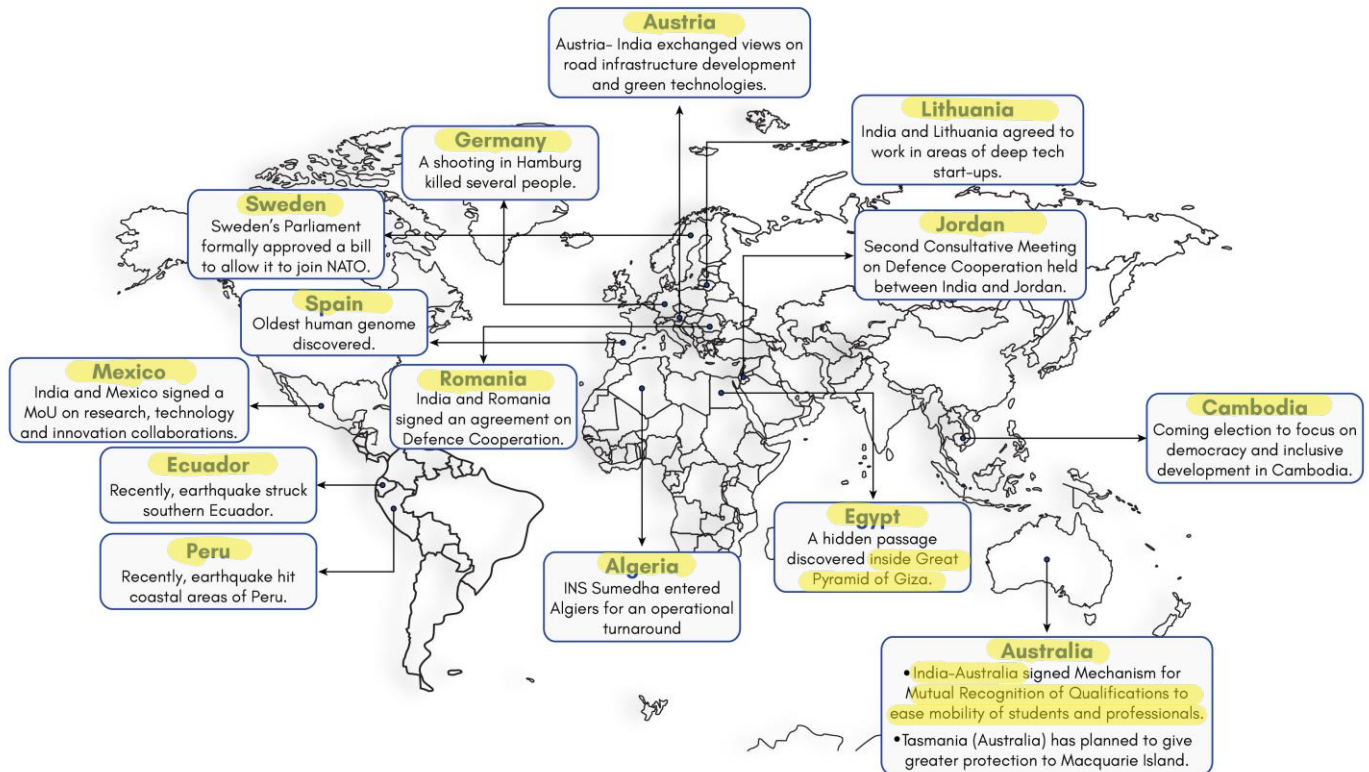 Austria
Austria- India exchanged views on
road infrastructure development
and green technologies.
Lithuania
India and Lithuania agreed to
work in areas of deep tech
start-ups.
Germany
A shooting in Hamburg
killed several people.
Sweden
Sweden's Parliament
formally approved a bill
to allow it to join NATO.
Jordan
Second Consultative Meeting
on Defence Cooperation held
between India and Jordan.
Spain
Oldest human genome
discovered.
Mexico
India and Mexico signed a
MoU on research, technology
and innovation collaborations.
Romania
India and Romania
signed an agreement on
Defence Cooperation.
Cambodia
Coming election to focus on
democracy and inclusive
development in Cambodia.
Ecuador
Recently, earthquake struck
southern Ecuador.
Egypt
A hidden passage
discovered inside Great
Pyramid of Giza.
Peru
Recently, earthquake hit
coastal areas of Peru.
Algeria
INS Sumedha entered
Algiers for an operational
turnaround
Australia
•India-Australia signed Mechanism for
Mutual Recognition of Qualifications to
ease mobility of students and professionals.
•Tasmania (Australia) has planned to give
greater protection to Macquarie Island.